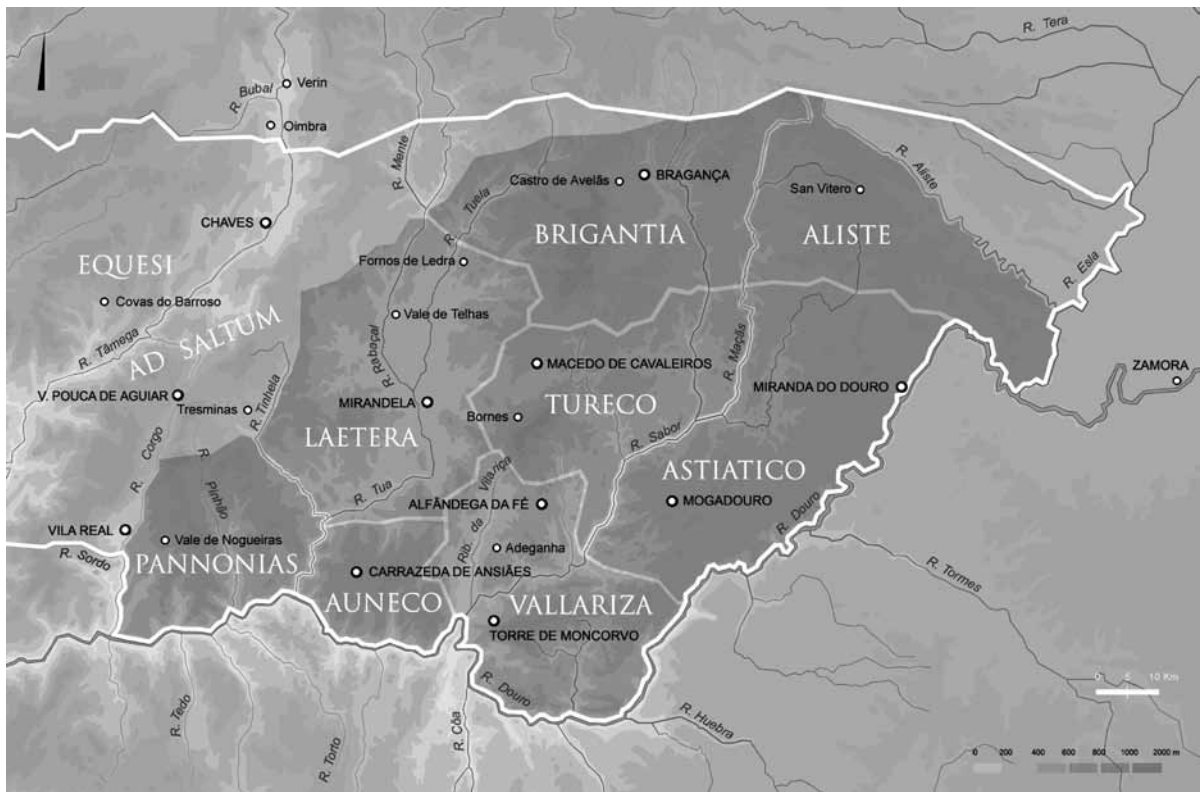 R. Tera
Verin
R. Bubal
Oimbra
R. Mente
R. Aliste
Castro de Avelãs
BRAGANÇA
San Vitero
R. Tuela
CHAVES
BRIGANTIA
ALISTE
EQUESI
Fornos de Ledra
R. Esla
Covas do Barroso
Vale de Telhas
AD SALTUM
R. Tâmega
R. Rabaçal
R. Maçãs
MACEDO DE CAVALEIROS
ZAMORA
V. POUCA DE AGUIAR
MIRANDA DO DOURO
Tresminas
R. Tinhela
MIRANDELA
TURECO
Bornes
LAETERA
R. Sabor
R. Corgo
R. Pinhão
R. Tua
ASTIATICO
Rib. da Vilariça
ALFÂNDEGA DA FÉ
MOGADOURO
R. Douro
VILA REAL
Vale de Nogueiras
Adeganha
R. Sordo
PANNONIAS
R. Tormes
CARRAZEDA DE ANSIÃES
AUNECO
VALLARIZA
TORRE DE MONCORVO
R. Douro
0 5 10 Km
R. Tedo
R. Torto
R. Côa
R. Huebra
0 200 400 600 800 1000 2000 m